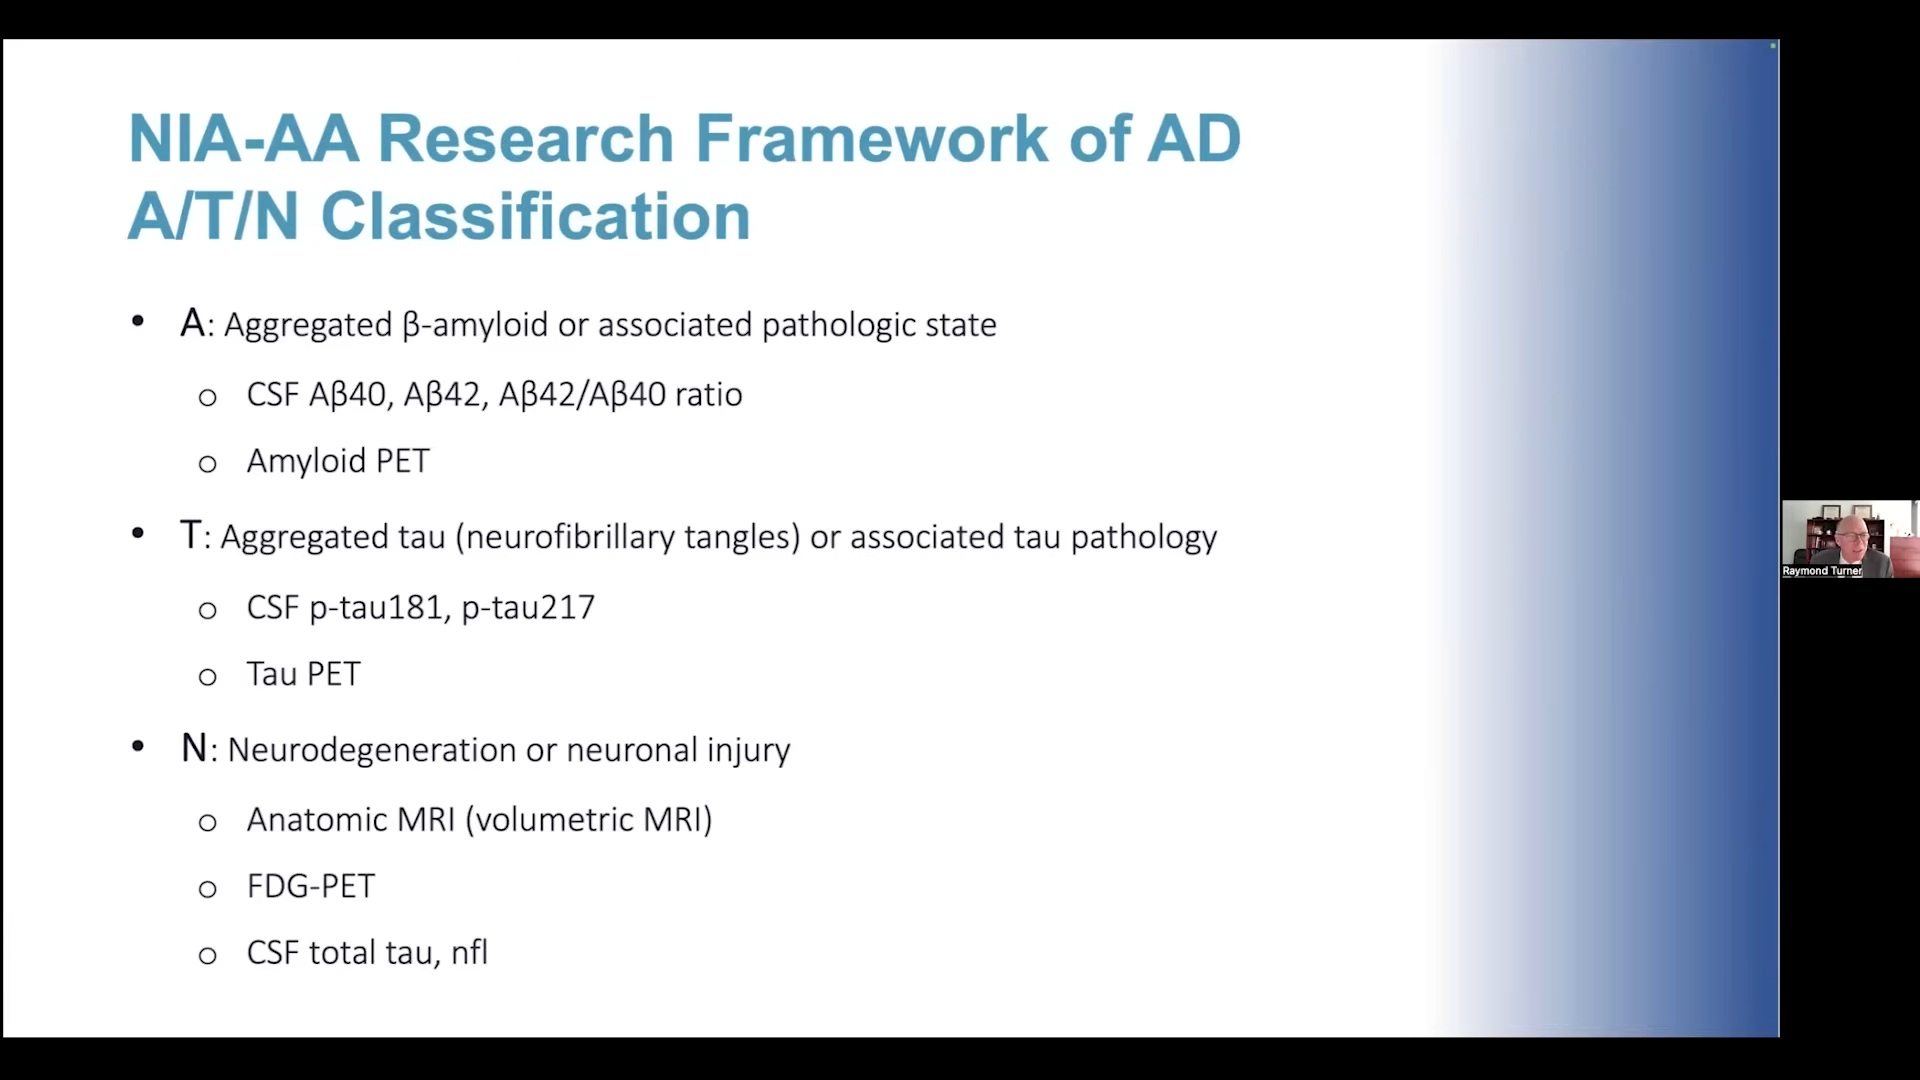 NIA-AA Research Framework of AD
A/T/N Classification
• A: Aggregated β-amyloid or associated pathologic state
o CSF Aβ40, Aβ42, Aβ42/Aβ40 ratio
o Amyloid PET
• T: Aggregated tau (neurofibrillary tangles) or associated tau pathology
o CSF p-tau181, p-tau217
o Tau PET
• N: Neurodegeneration or neuronal injury
o Anatomic MRI (volumetric MRI)
o FDG-PET
o CSF total tau, nfl
Raymond Turner